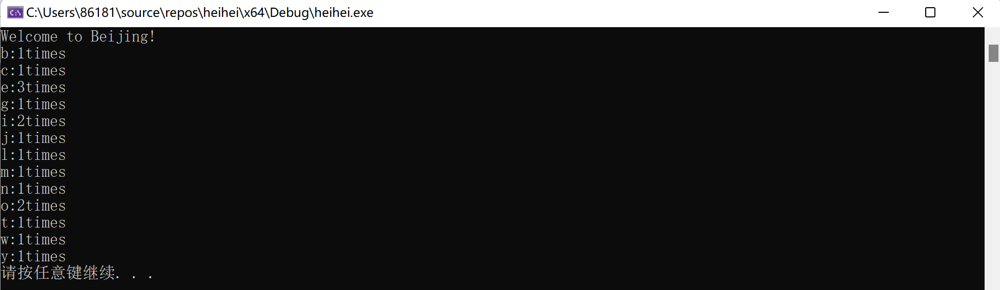 C:\Users\86181\source\repos\heihei\x64\Debug\heihei.exe
Welcome to Beijing!
b:1times
c:1times
e:3times
g:1times
i:2times
j:1times
l:1times
m:1times
n:1times
o:2times
t:1times
w:1times
y:1times
请按任意键继续. . .